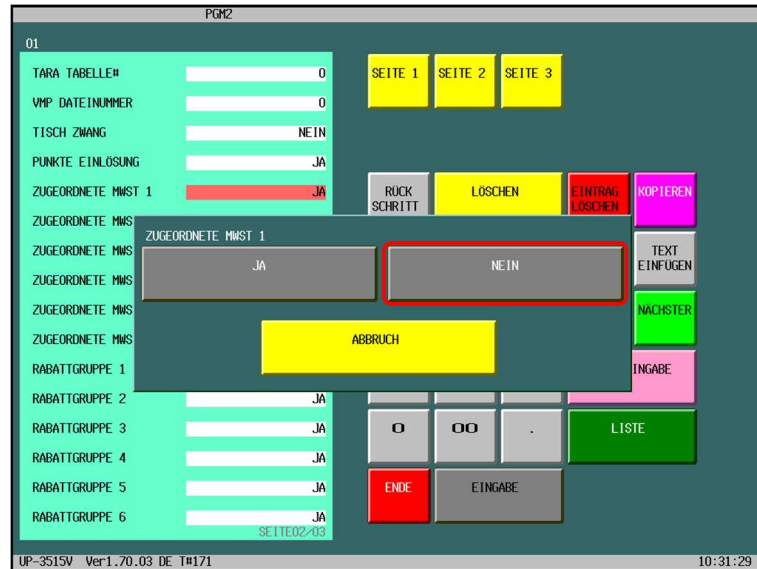 PGM2
01
TARA TABELLE# 0
VMP DATEINUMMER 0
TISCH ZWANG NEIN
PUNKTE EINLÖSUNG JA
ZUGEORDNETE MWST 1 JA
ZUGEORDNETE MWS
ZUGEORDNETE MWS
ZUGEORDNETE MWS
ZUGEORDNETE MWS
ZUGEORDNETE MWS
RABATTGRUPPE 1
RABATTGRUPPE 2 JA
RABATTGRUPPE 3 JA
RABATTGRUPPE 4 JA
RABATTGRUPPE 5 JA
RABATTGRUPPE 6 JA
SEITE02/03
SEITE 1 SEITE 2 SEITE 3
RÜCK
SCHRITT
LÖSCHEN
EINTRAG
LÖSCHEN
KOPIEREN
TEXT
EINFÜGEN
NÄCHSTER
INGABE
ZUGEORDNETE MWST 1
JA NEIN
ABBRUCH
0 00 . LISTE
ENDE EINGABE
UP-3515V Ver1.70.03 DE T#171 10:31:29